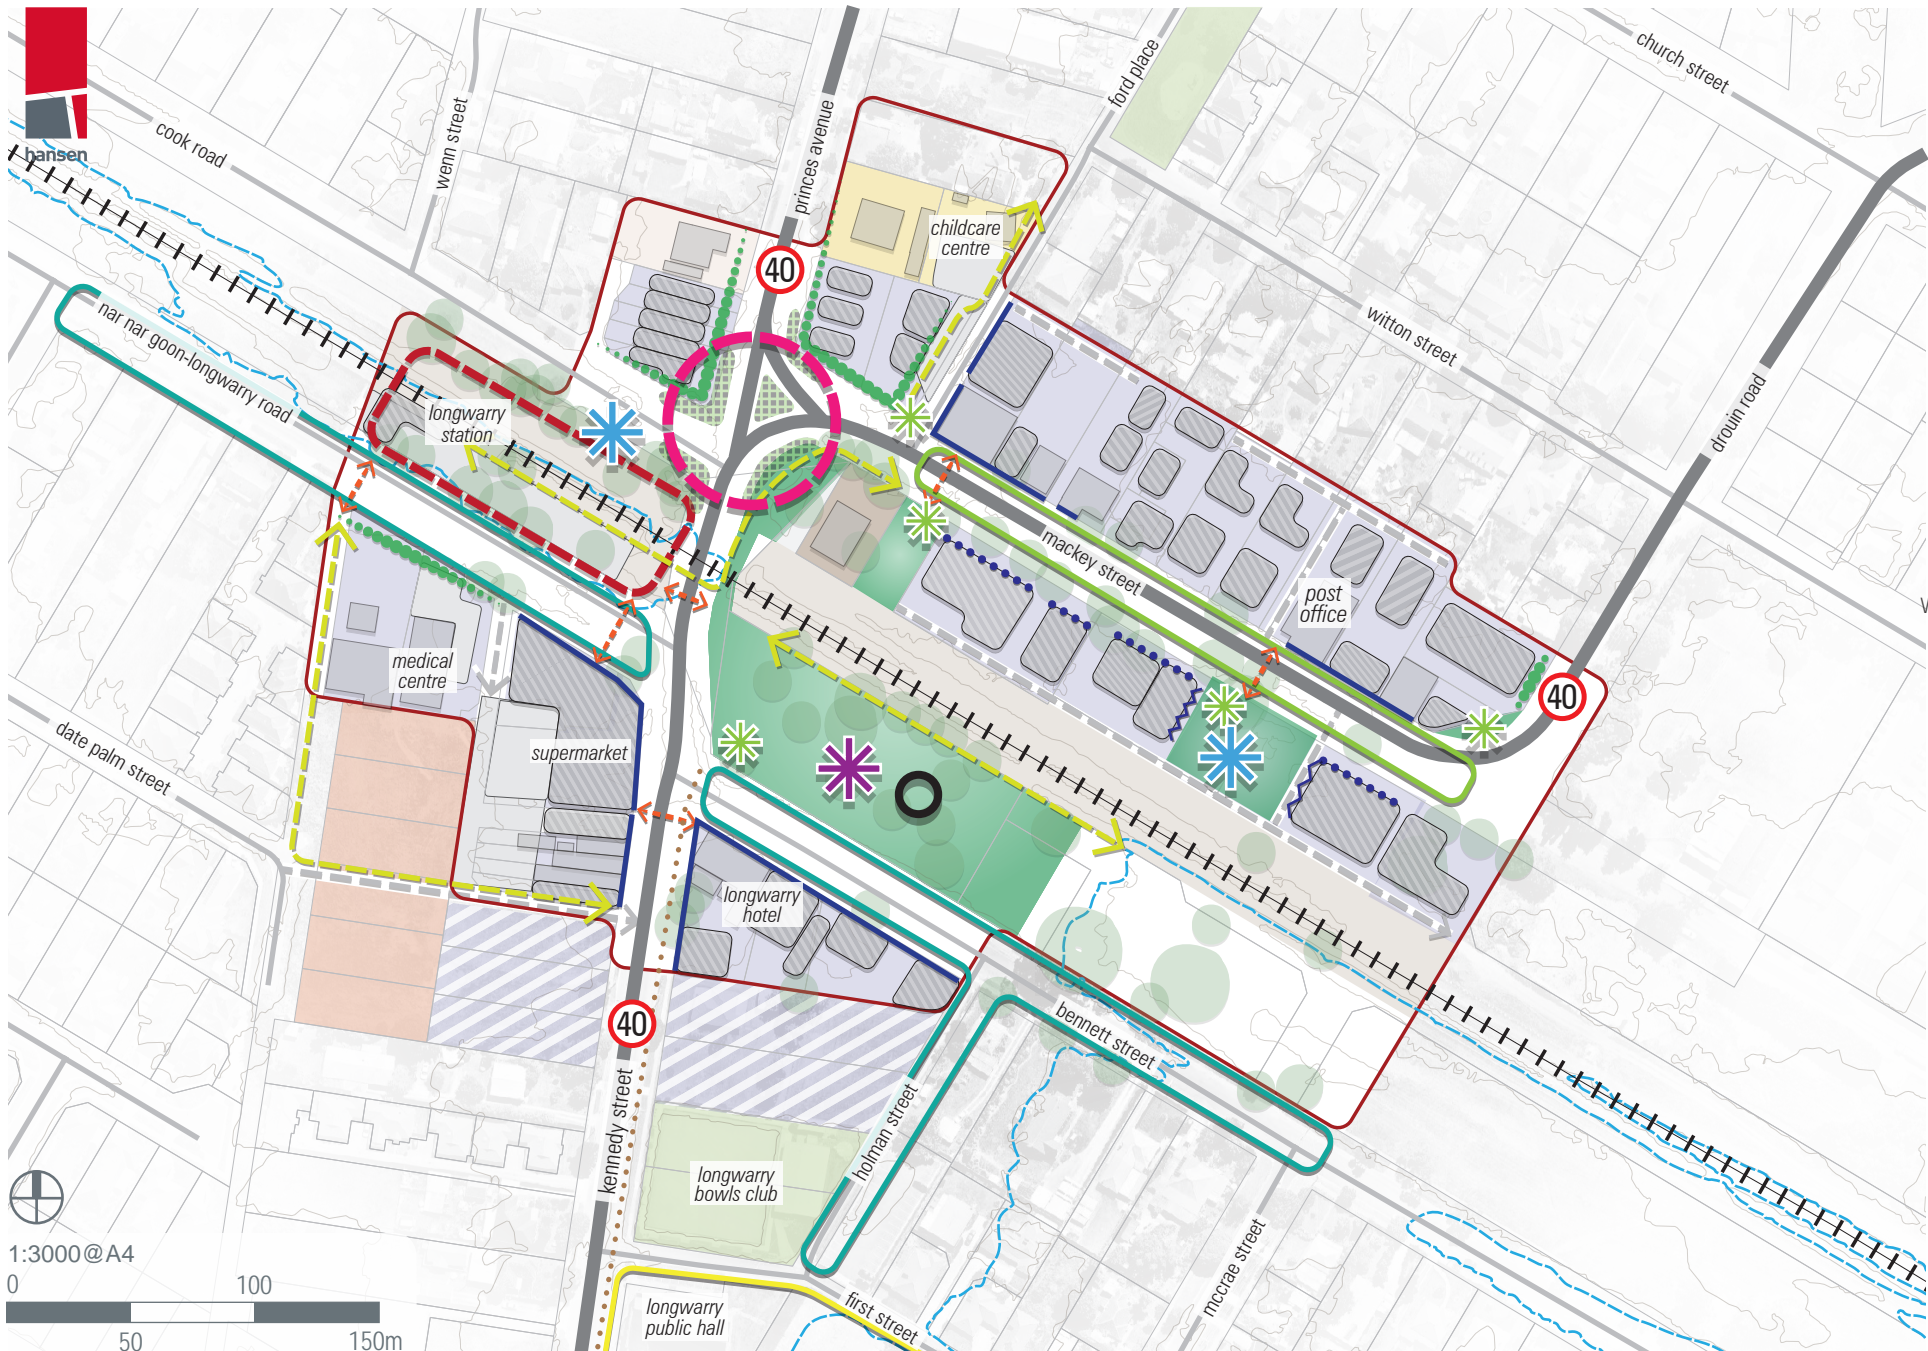 hansen
cook road
wenn street
princes avenue
ford place
church street
40
childcare
centre
witton street
drouin road
nar nar goon-longwarry road
longwarry
station
mackey street
post
office
40
medical
centre
supermarket
date palm street
longwarry
hotel
40
kennedy street
bennett street
holman street
longwarry
bowls club
mccrae street
first street
longwarry
public hall
1:3000@A4
0
100
50
150m